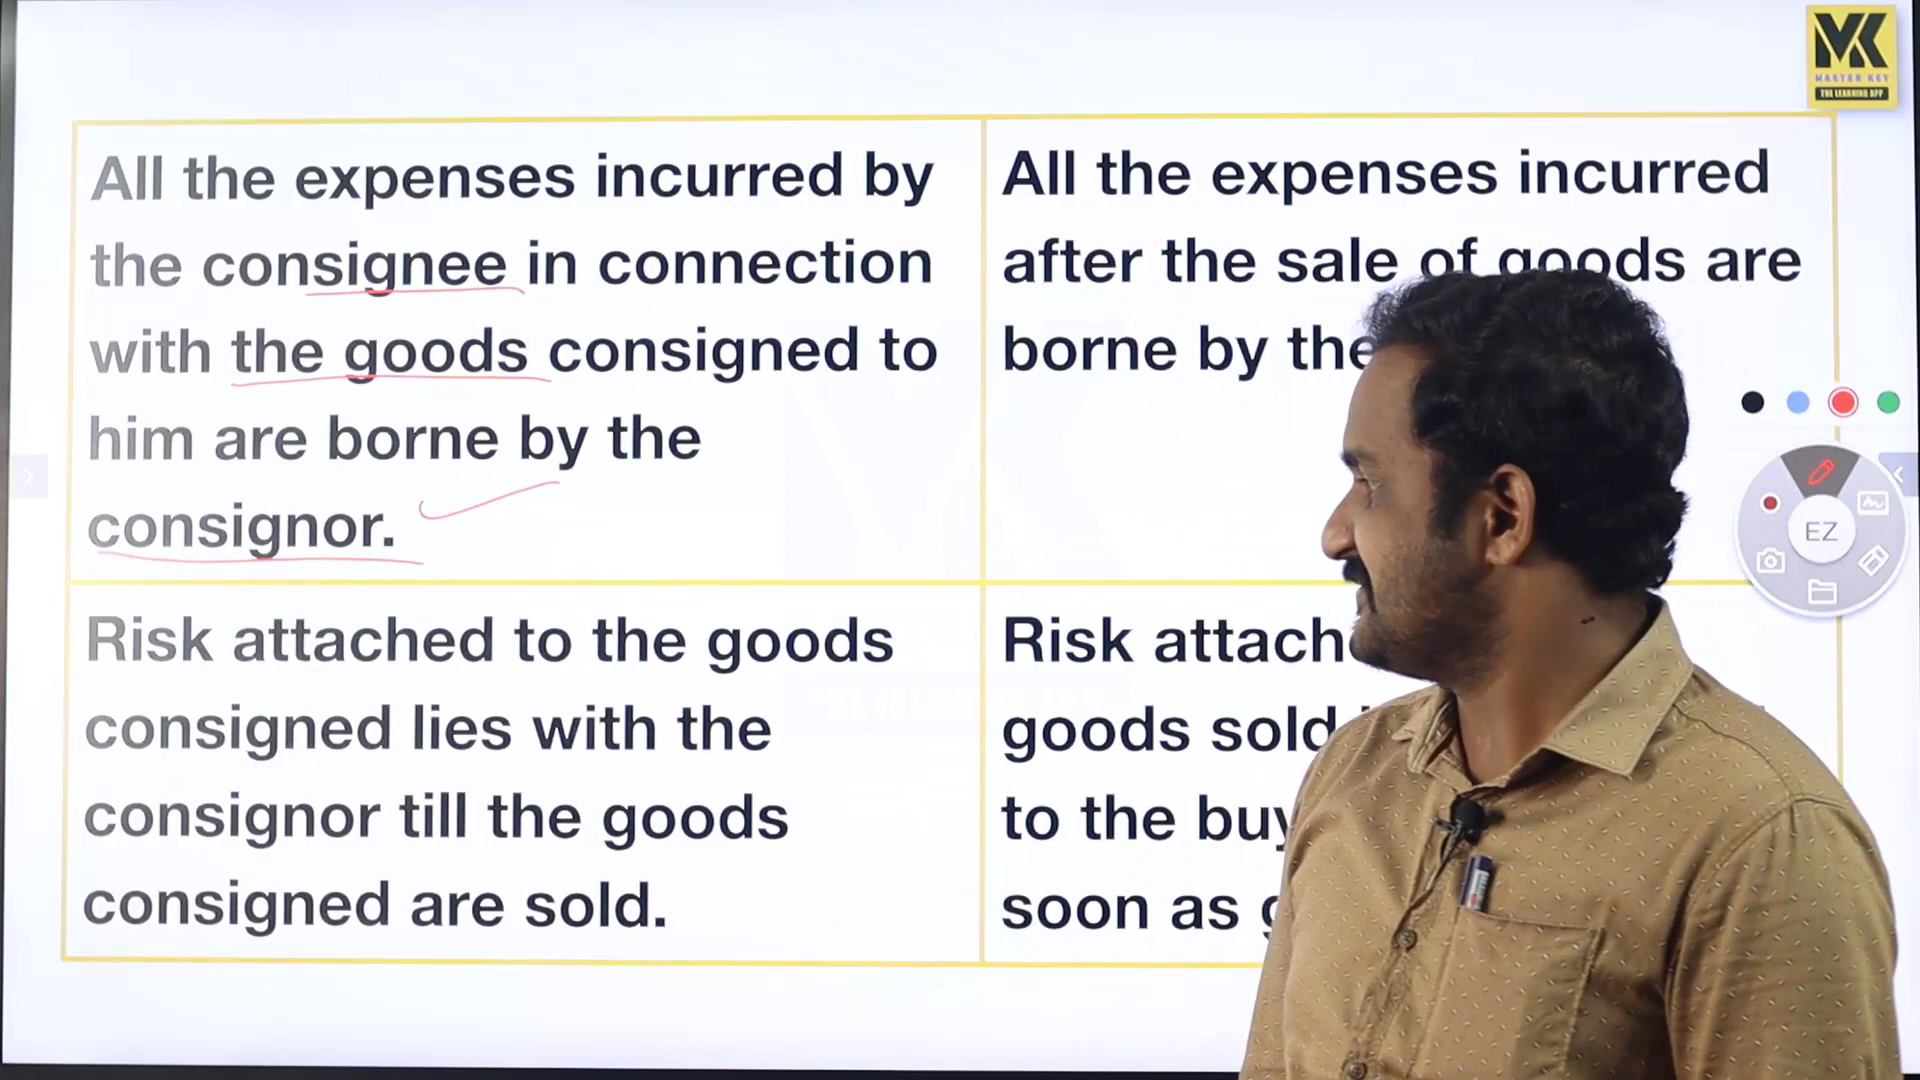 MK
MASTER KEY
THE LEARNING APP
All the expenses incurred by
the consignee in connection
with the goods consigned to
him are borne by the
consignor.
All the expenses incurred
after the sale of goods are
borne by the
EZ
Risk attached to the goods
consigned lies with the
consignor till the goods
consigned are sold.
Risk
goods sold
to the
soon as